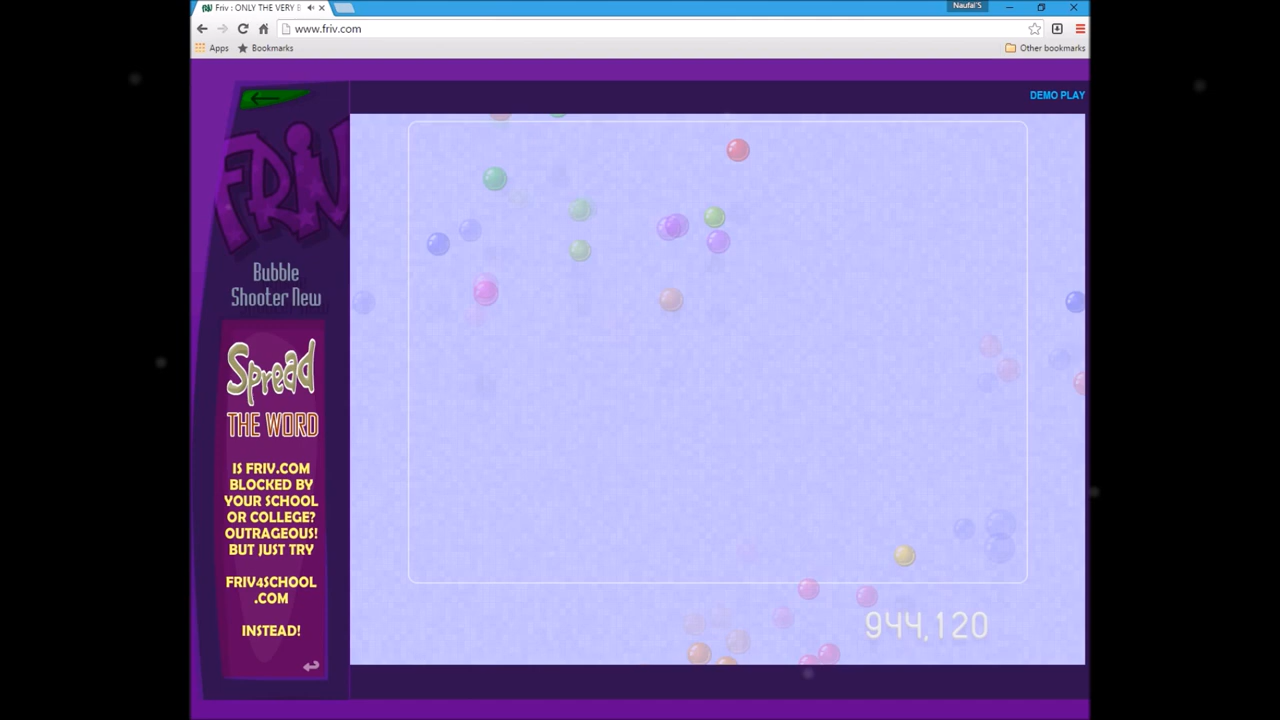 Friv : ONLY THE VERY B
Naufal'S
www.friv.com
Apps
Bookmarks
Other bookmarks
DEMO PLAY
FRIV
Bubble
Shooter New
Spread
THE WORD
IS FRIV.COM
BLOCKED BY
YOUR SCHOOL
OR COLLEGE?
OUTRAGEOUS!
BUT JUST TRY
FRIV4SCHOOL
.COM
INSTEAD!
944,120